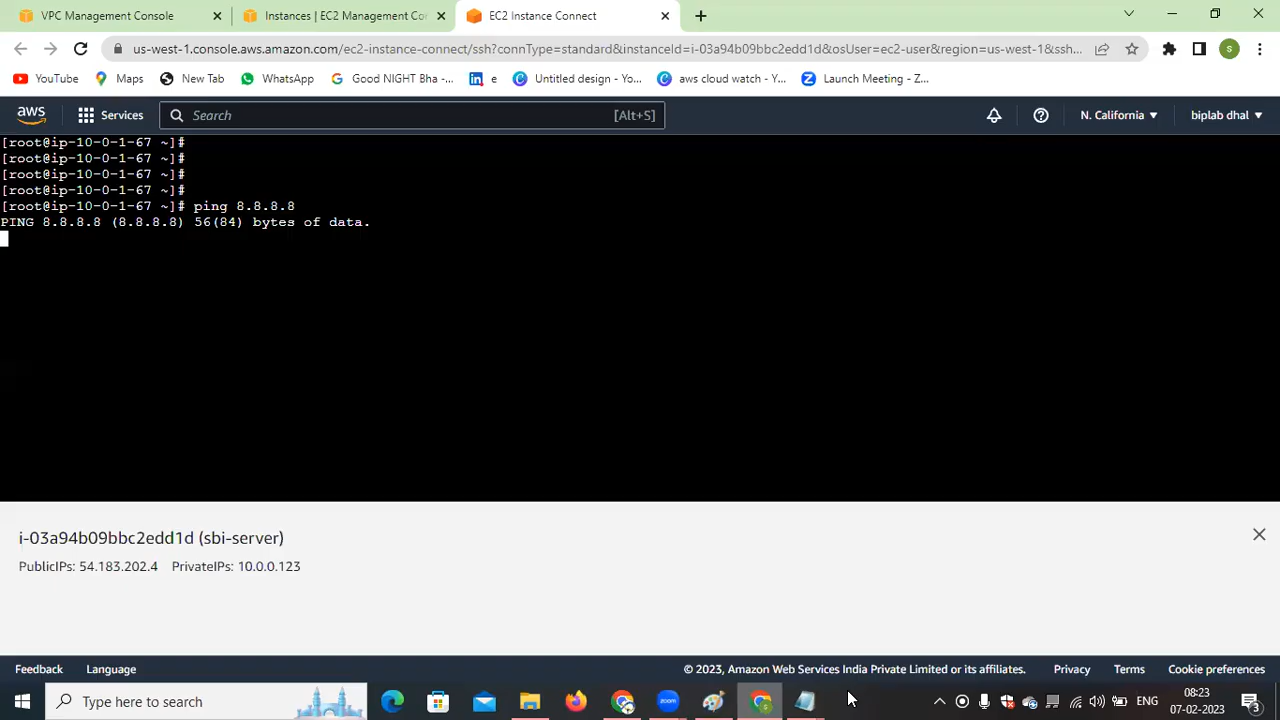 VPC Management Console
Instances | EC2 Management Con
EC2 Instance Connect
us-west-1.console.aws.amazon.com/ec2-instance-connect/ssh?connType=standard&instanceId=i-03a94b09bbc2edd1d&osUser=ec2-user&region=us-west-1&ssh...
YouTube
Maps
New Tab
WhatsApp
Good NIGHT Bha -...
e
Untitled design - Yo...
aws cloud watch - Y...
Launch Meeting - Z...
aws
Services
Search
[Alt+S]
N. California
biplab dhal
[root@ip-10-0-1-67 ~]#
[root@ip-10-0-1-67 ~]#
[root@ip-10-0-1-67 ~]#
[root@ip-10-0-1-67 ~]#
[root@ip-10-0-1-67 ~]# ping 8.8.8.8
PING 8.8.8.8 (8.8.8.8) 56(84) bytes of data.
i-03a94b09bbc2edd1d (sbi-server)
PublicIPs: 54.183.202.4 PrivateIPs: 10.0.0.123
Feedback
Language
© 2023, Amazon Web Services India Private Limited or its affiliates.
Privacy
Terms
Cookie preferences
Type here to search
zoom
ENG
08:23
07-02-2023
3